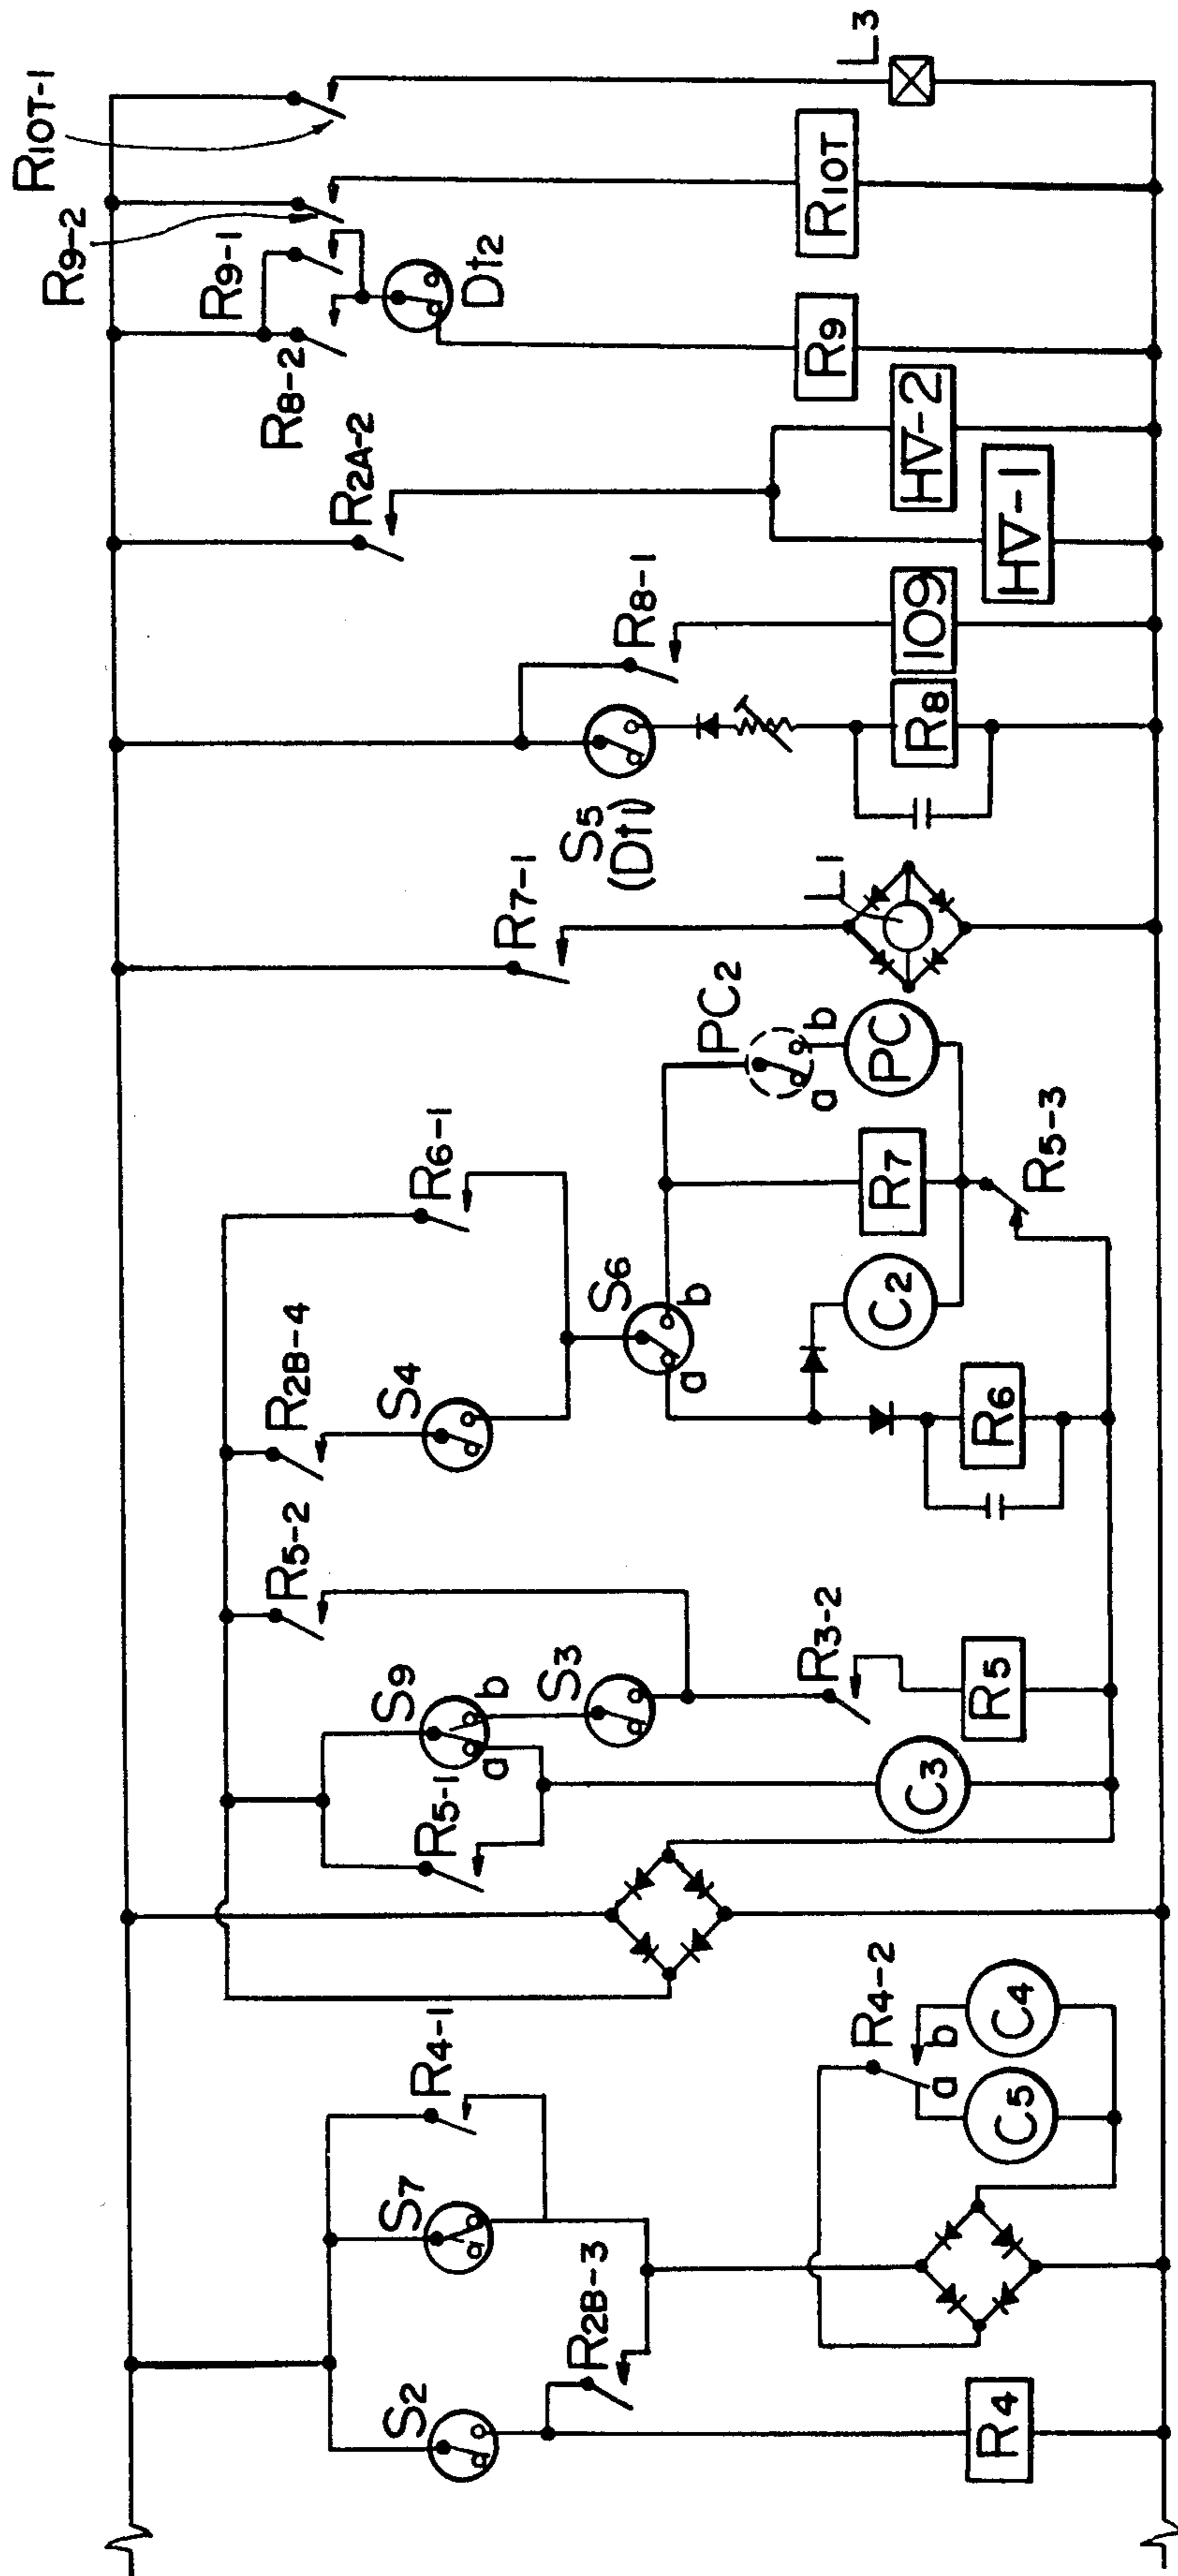 S2
R2B-3
R4
S7
R4-1
R4-2
a
b
C5
C4
R5-1
S9
a
b
S3
R5-2
R3-2
C3
R5
R2B-4
S4
R6-1
S6
a
b
R6
C2
R7
PC2
a
b
PC
R5-3
R7-1
L1
S5
(Dt1)
R8-1
R8
109
R2A-2
HV-1
HV-2
R8-2
R9-1
R9-2
Dt2
R9
R10T-1
R10T
L3